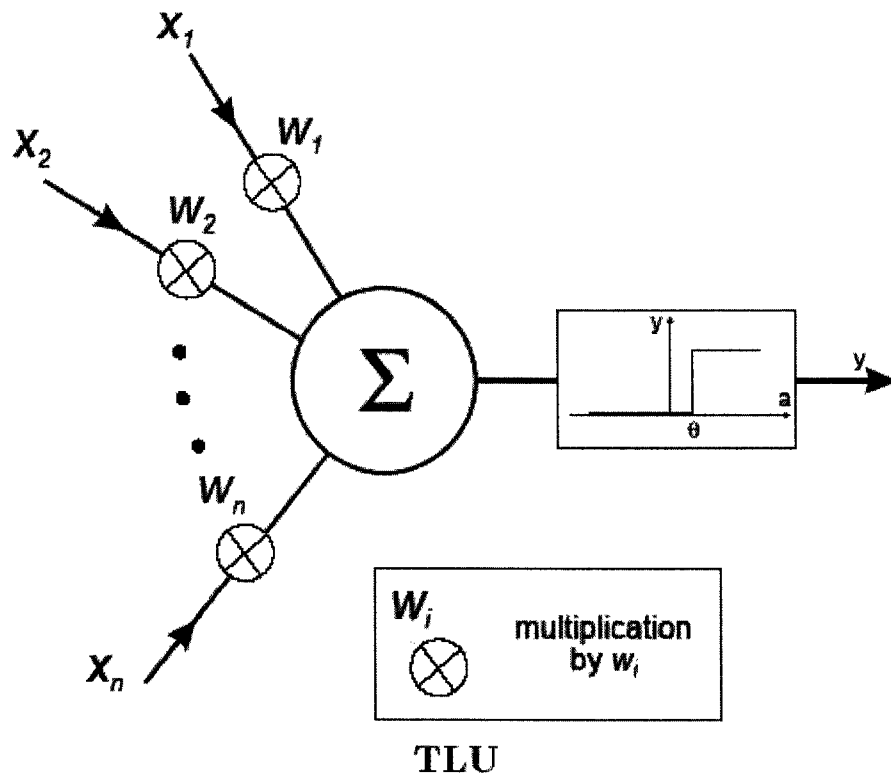 X1
W1
X2
W2
Σ
y
a
θ
y
Wn
Xn
Wi
multiplication
by wi
TLU